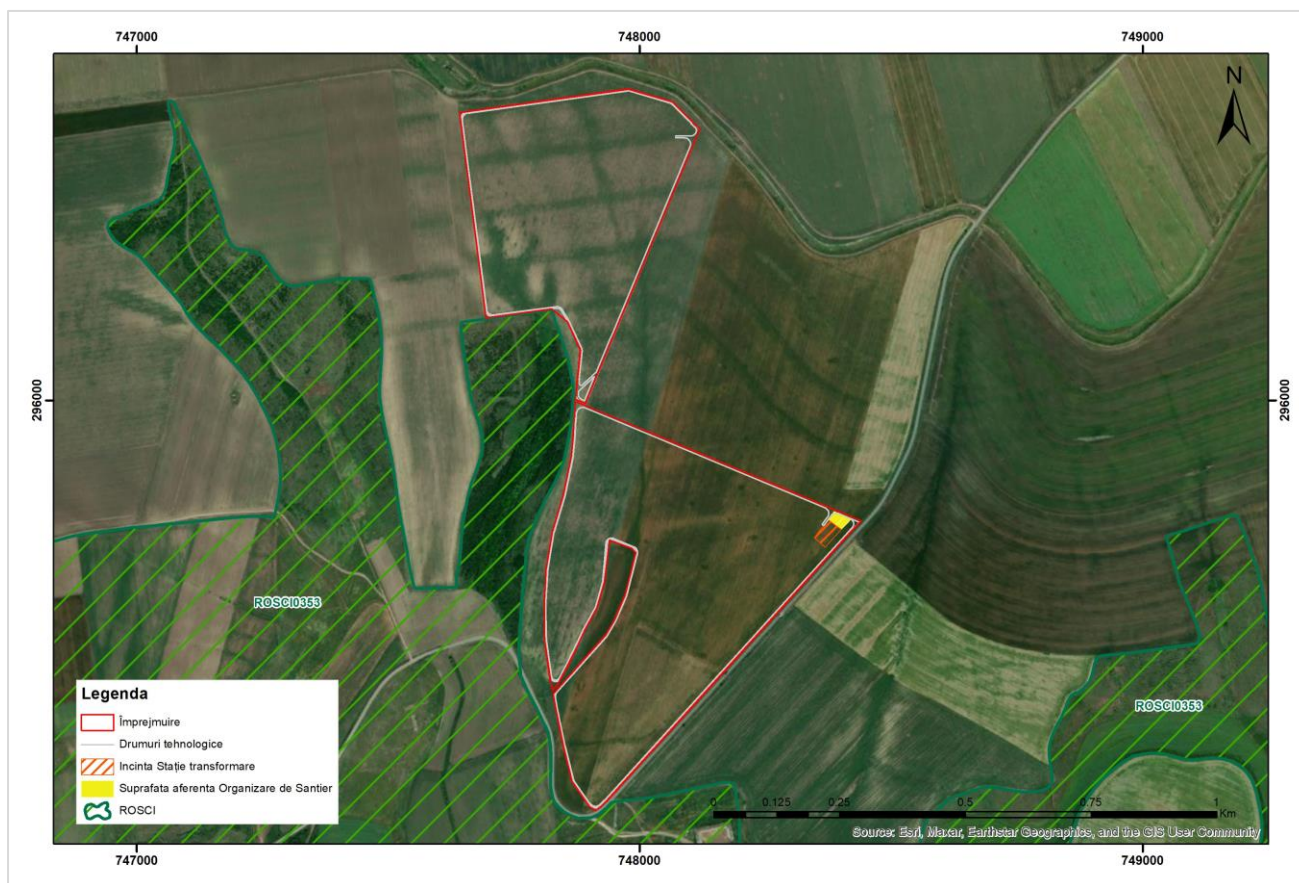 747000
748000
749000
N
296000
296000
ROSCI0353
ROSCI0353
Legenda
Împrejmuire
Drumuri tehnologice
Incinta Stație transformare
Suprafata aferenta Organizare de Santier
ROSCI
0 0.125 0.25 0.5 0.75 1
Km
Source: Esri, Maxar, Earthstar Geographics, and the GIS User Community
747000
748000
749000